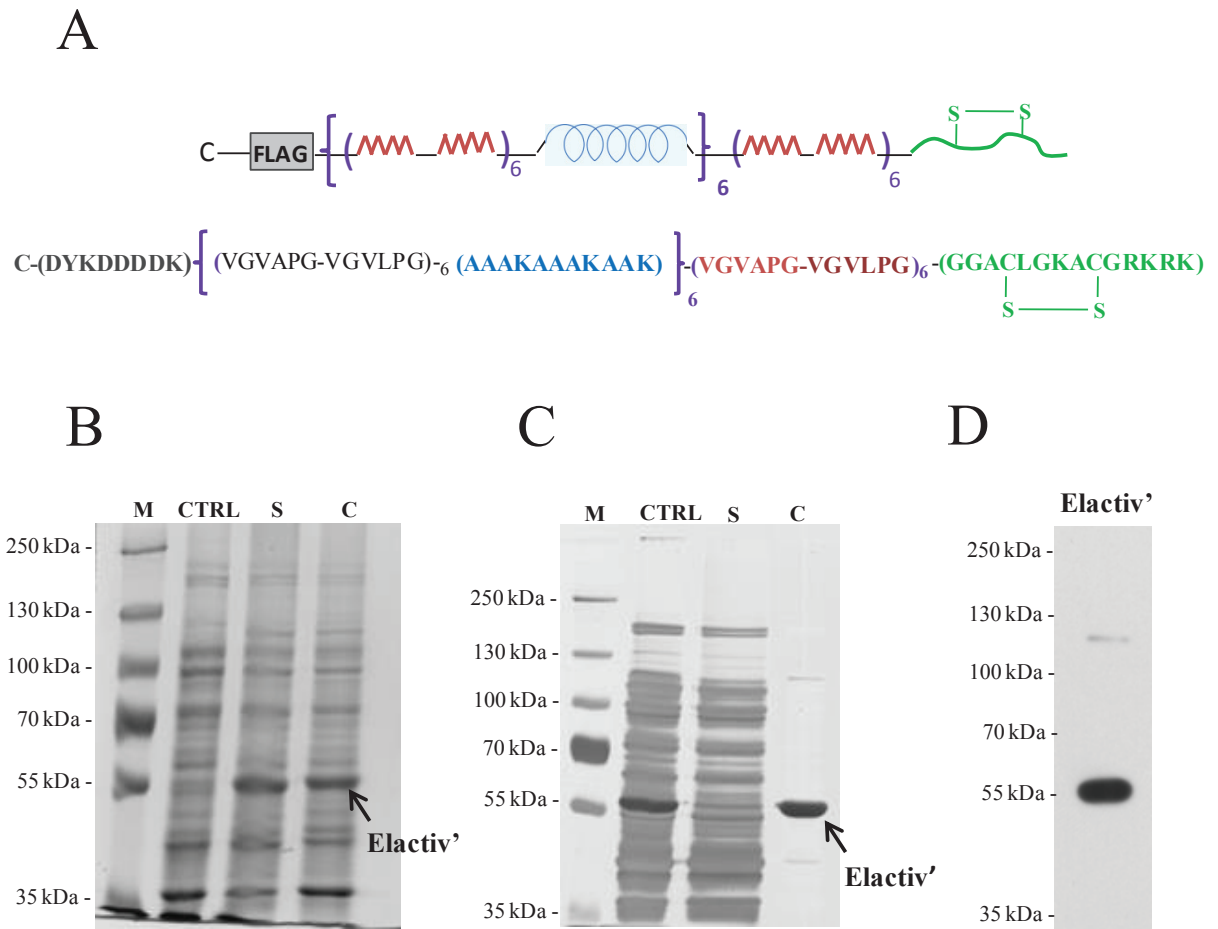 A
S S
C FLAG { ( )6 }6 ( )6
C-(DYKDDDDK) { (VGVAPG-VGVLPG)-6 (AAAKAAAKAAK) }6 -(VGVAPG-VGVLPG)6 -(GGACLGKACGRKRK)
S S
B
M CTRL S C
250 kDa -
130 kDa -
100 kDa -
70 kDa -
55 kDa -
35 kDa -
Elactiv’
C
M CTRL S C
250 kDa -
130 kDa -
100 kDa -
70 kDa -
55 kDa -
35 kDa -
Elactiv’
D
Elactiv’
250 kDa -
130 kDa -
100 kDa -
70 kDa -
55 kDa -
35 kDa -